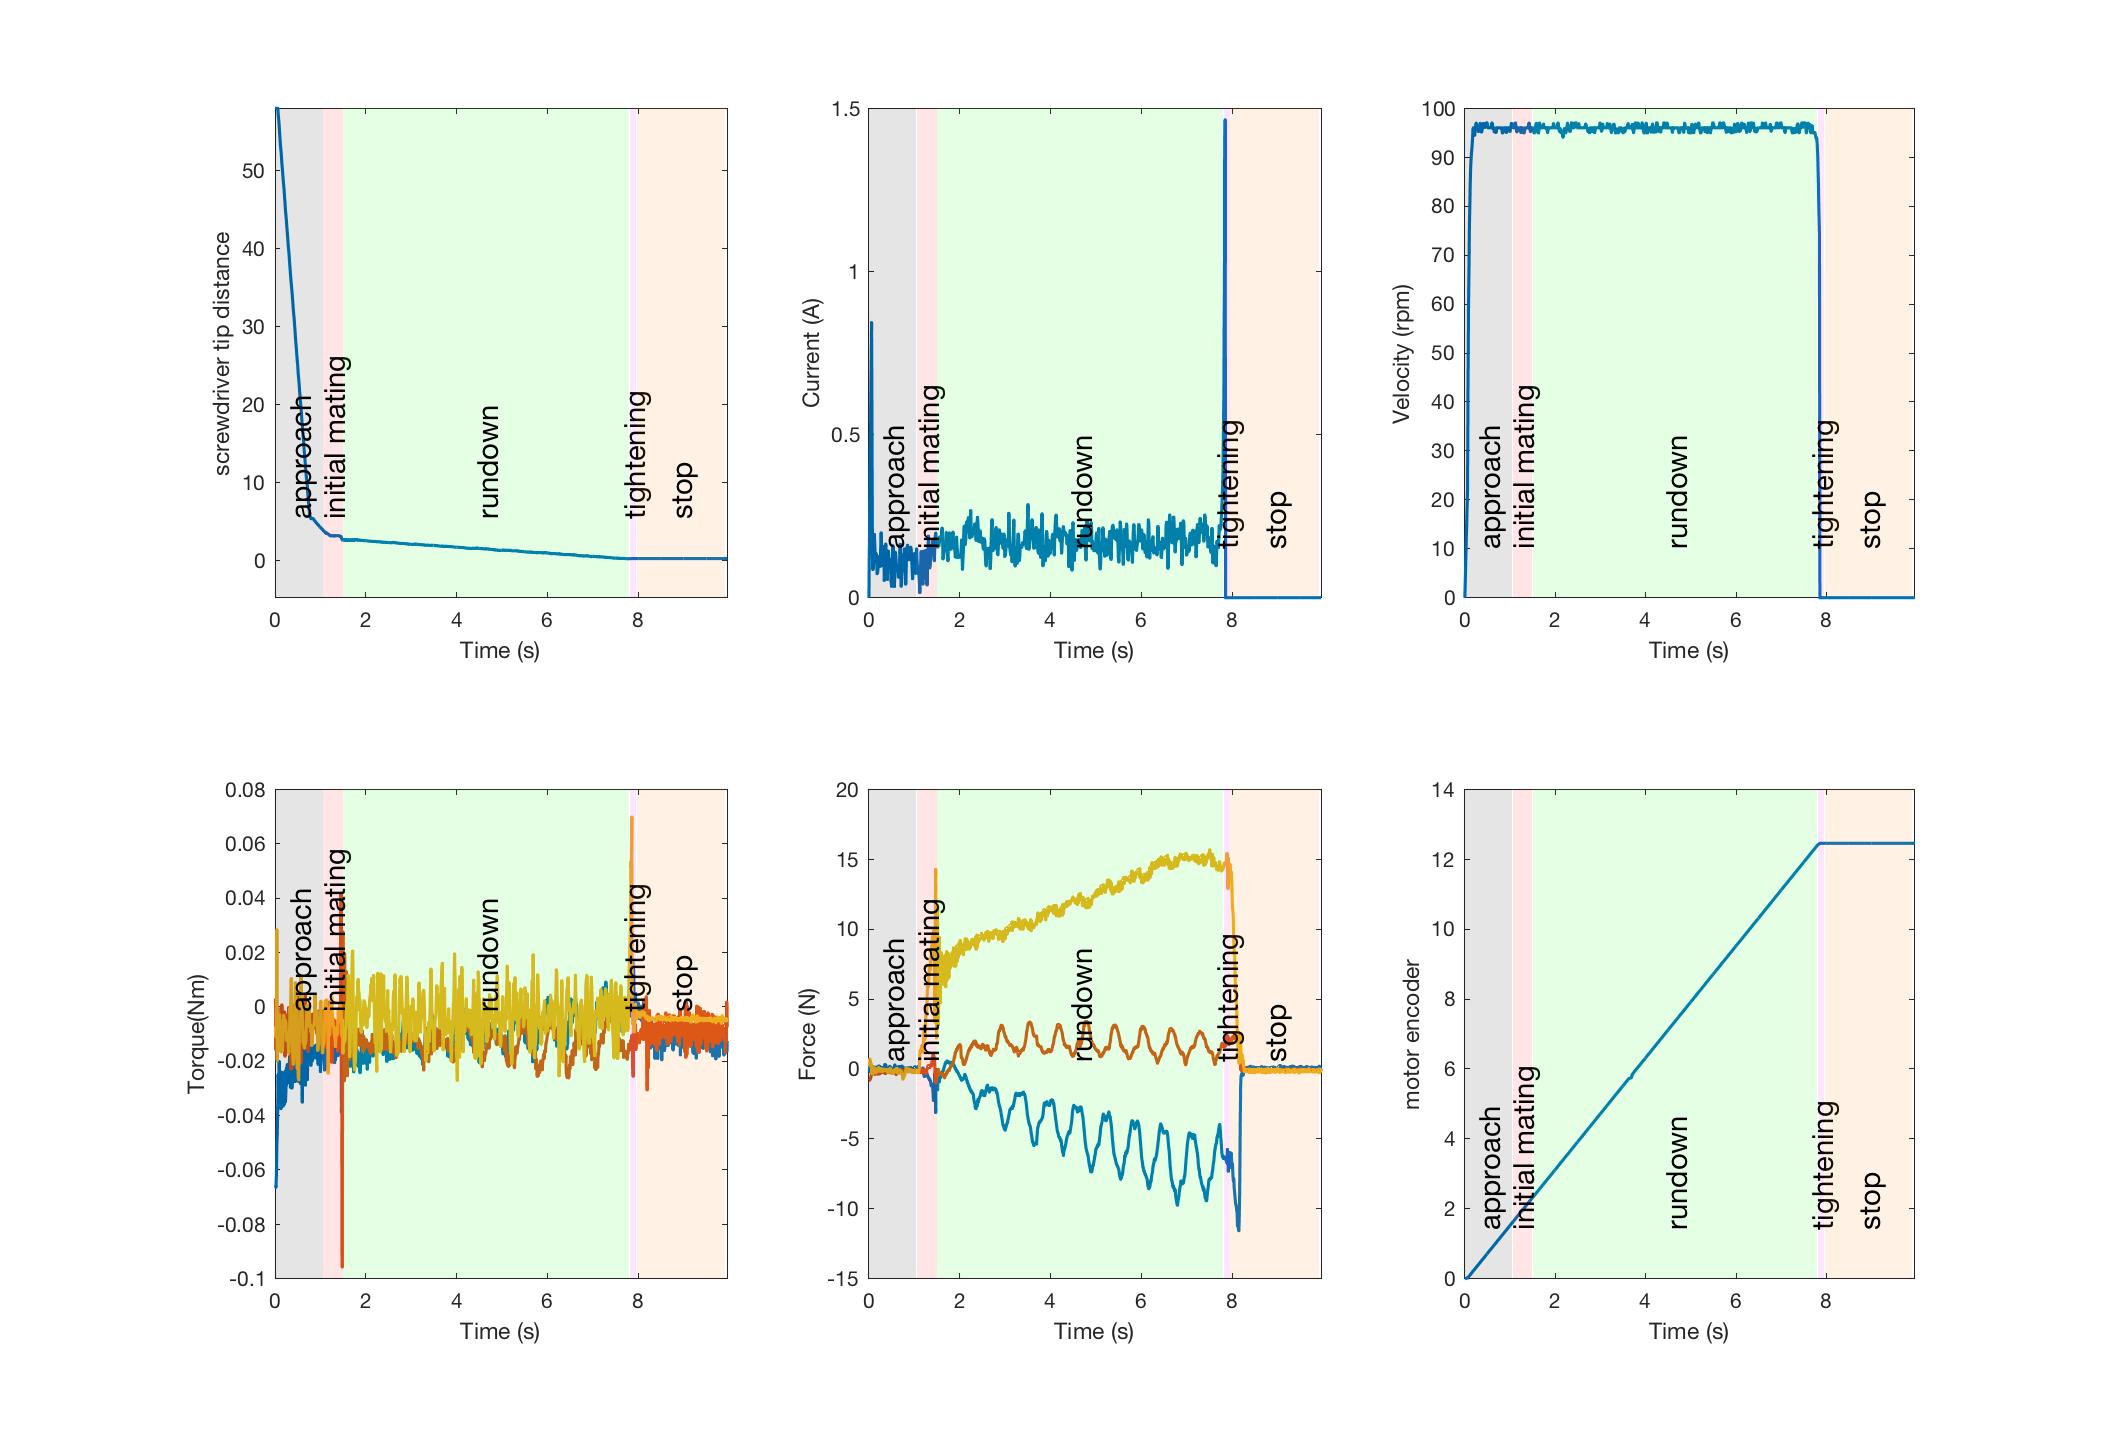 screwdriver tip distance
50
40
30
20
10
0
approach
initial mating
rundown
tightening
stop
0 2 4 6 8
Time (s)
Current (A)
1.5
1
0.5
0
approach
initial mating
rundown
tightening
stop
0 2 4 6 8
Time (s)
Velocity (rpm)
100
90
80
70
60
50
40
30
20
10
0
approach
initial mating
rundown
tightening
stop
0 2 4 6 8
Time (s)
Torque(Nm)
0.08
0.06
0.04
0.02
0
-0.02
-0.04
-0.06
-0.08
-0.1
approach
initial mating
rundown
tightening
stop
0 2 4 6 8
Time (s)
Force (N)
20
15
10
5
0
-5
-10
-15
approach
initial mating
rundown
tightening
stop
0 2 4 6 8
Time (s)
motor encoder
14
12
10
8
6
4
2
0
approach
initial mating
rundown
tightening
stop
0 2 4 6 8
Time (s)